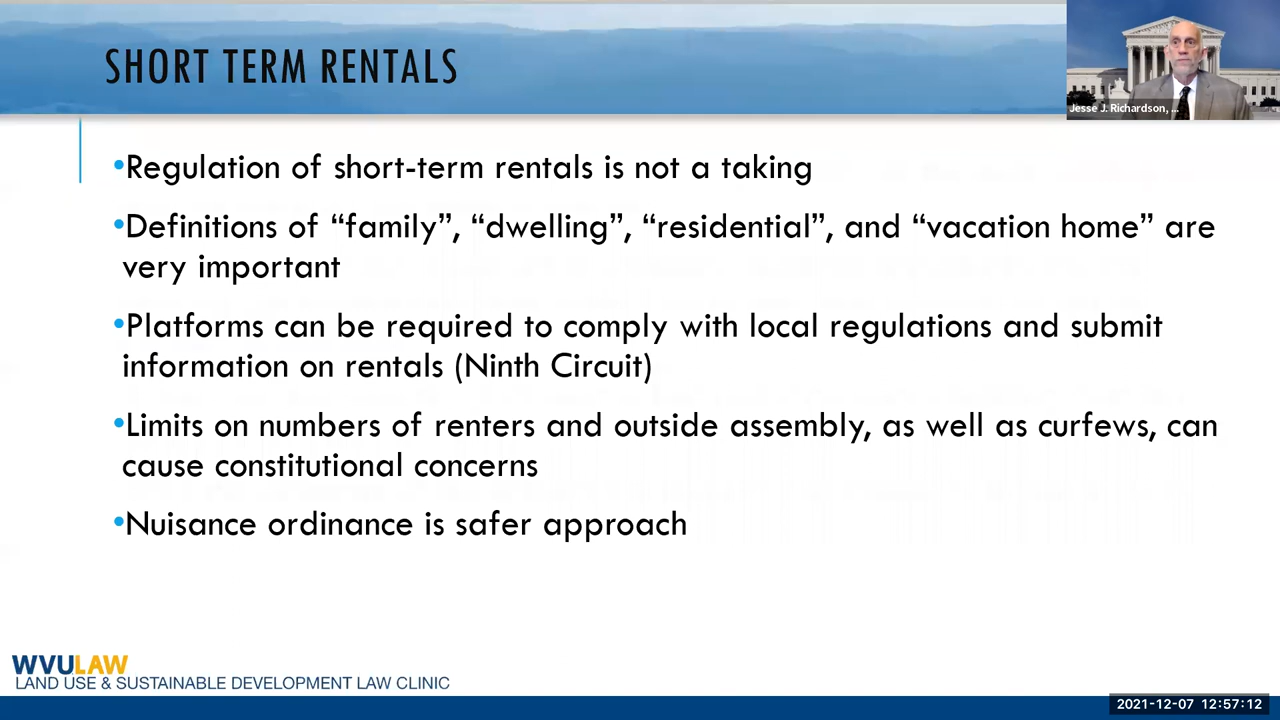 SHORT TERM RENTALS
Jesse J. Richardson, ...
•Regulation of short-term rentals is not a taking
•Definitions of “family”, “dwelling”, “residential”, and “vacation home” are
very important
•Platforms can be required to comply with local regulations and submit
information on rentals (Ninth Circuit)
•Limits on numbers of renters and outside assembly, as well as curfews, can
cause constitutional concerns
•Nuisance ordinance is safer approach
WVULAW
LAND USE & SUSTAINABLE DEVELOPMENT LAW CLINIC
2021-12-07 12:57:12